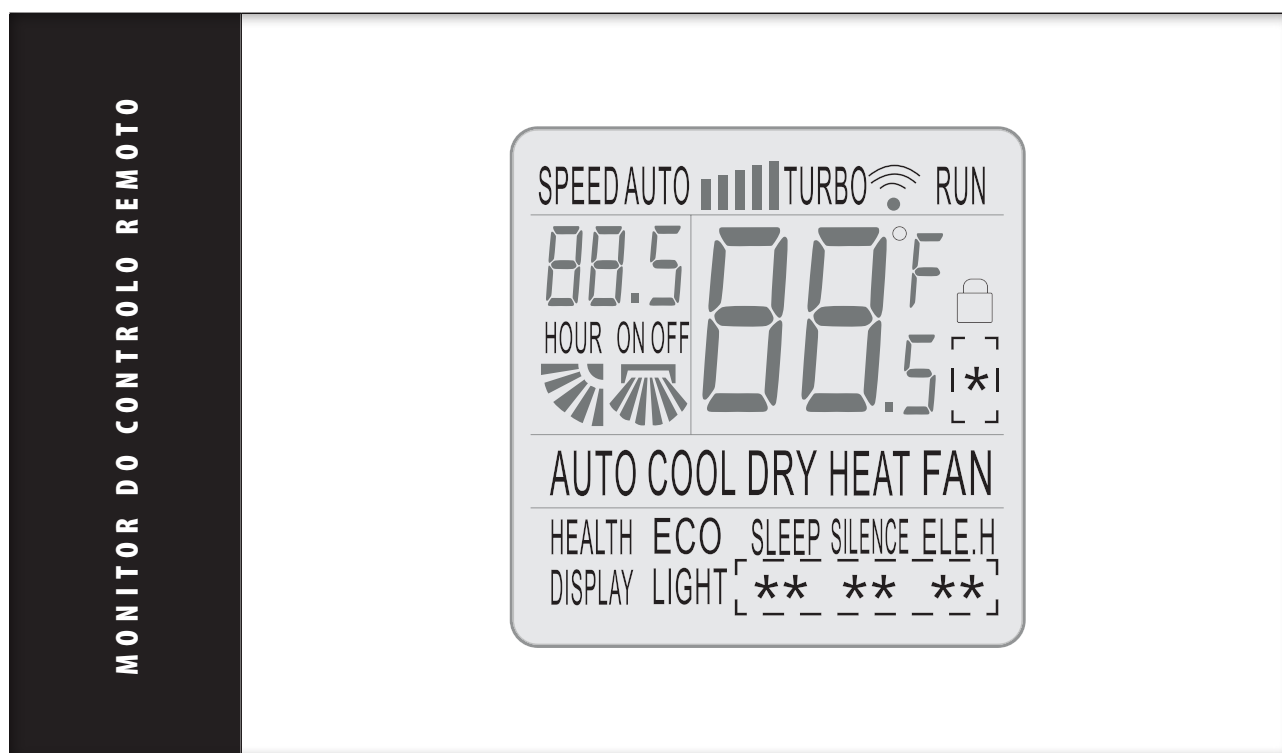 MONITOR DO CONTROLO REMOTO
SPEED AUTO TURBO RUN
88.5 88.5 °F
HOUR ON OFF
*
AUTO COOL DRY HEAT FAN
HEALTH ECO SLEEP SILENCE ELE.H
DISPLAY LIGHT ** ** **